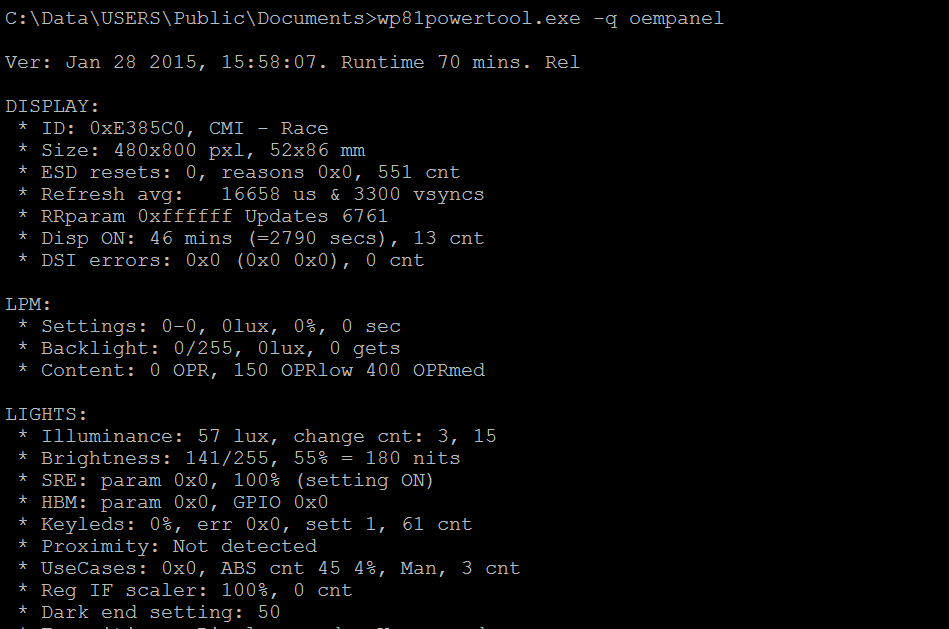 C:\Data\USERS\Public\Documents>wp81powertool.exe -q oempanel
Ver: Jan 28 2015, 15:58:07. Runtime 70 mins. Rel
DISPLAY:
* ID: 0xE385C0, CMI - Race
* Size: 480x800 pxl, 52x86 mm
* ESD resets: 0, reasons 0x0, 551 cnt
* Refresh avg:   16658 us & 3300 vsyncs
* RRparam 0xffffff Updates 6761
* Disp ON: 46 mins (=2790 secs), 13 cnt
* DSI errors: 0x0 (0x0 0x0), 0 cnt
LPM:
* Settings: 0-0, 0lux, 0%, 0 sec
* Backlight: 0/255, 0lux, 0 gets
* Content: 0 OPR, 150 OPRlow 400 OPRmed
LIGHTS:
* Illuminance: 57 lux, change cnt: 3, 15
* Brightness: 141/255, 55% = 180 nits
* SRE: param 0x0, 100% (setting ON)
* HBM: param 0x0, GPIO 0x0
* Keyleds: 0%, err 0x0, sett 1, 61 cnt
* Proximity: Not detected
* UseCases: 0x0, ABS cnt 45 4%, Man, 3 cnt
* Reg IF scaler: 100%, 0 cnt
* Dark end setting: 50